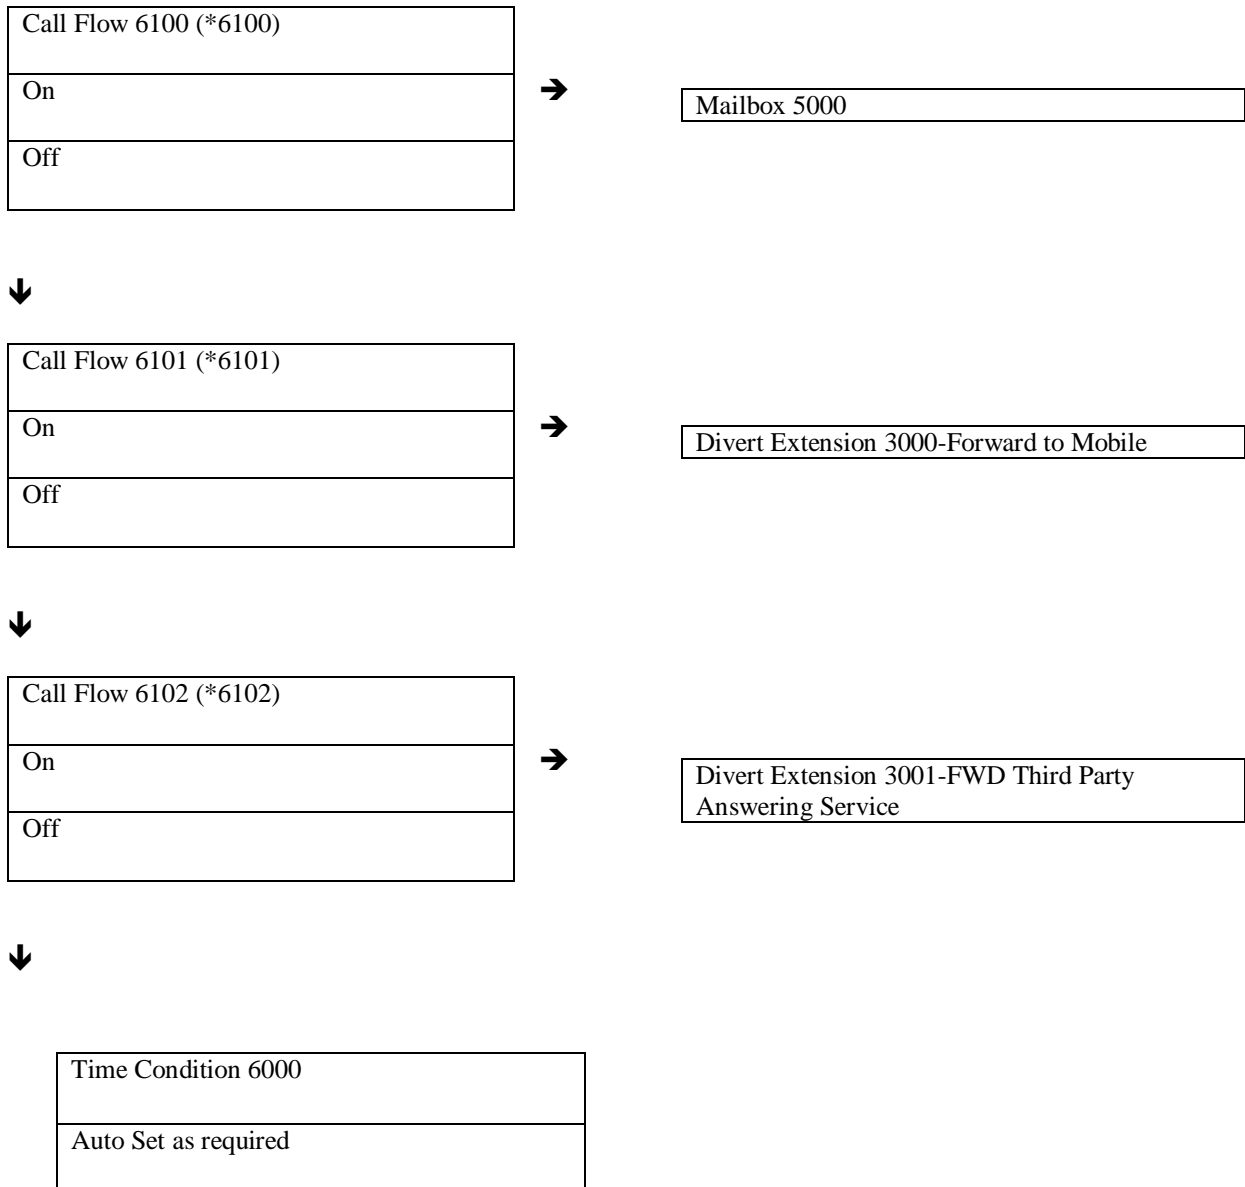 Call Flow 6100 (*6100)
On
➔
Mailbox 5000
Off
🡻
Call Flow 6101 (*6101)
On
➔
Divert Extension 3000-Forward to Mobile
Off
🡻
Call Flow 6102 (*6102)
On
➔
Divert Extension 3001-FWD Third Party
Answering Service
Off
🡻
Time Condition 6000
Auto Set as required